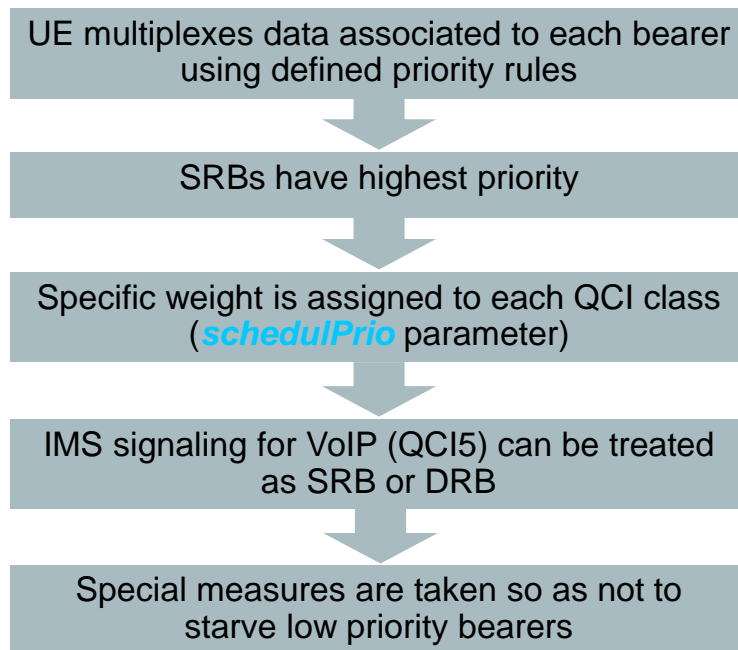 UE multiplexes data associated to each bearer
using defined priority rules
SRBs have highest priority
Specific weight is assigned to each QCI class
(schedulPrio parameter)
IMS signaling for VoIP (QCI5) can be treated
as SRB or DRB
Special measures are taken so as not to
starve low priority bearers